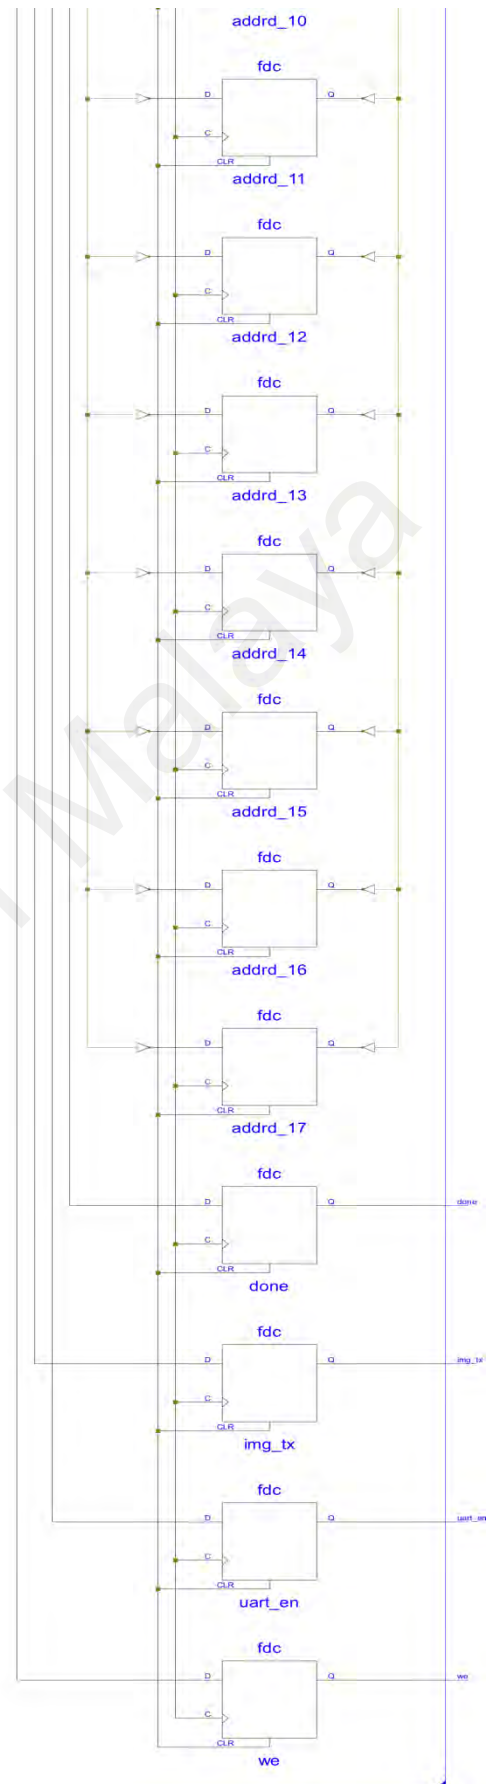 addrd_10
fdc
D Q
C
CLR
addrd_11
fdc
D Q
C
CLR
addrd_12
fdc
D Q
C
CLR
addrd_13
fdc
D Q
C
CLR
addrd_14
fdc
D Q
C
CLR
addrd_15
fdc
D Q
C
CLR
addrd_16
fdc
D Q
C
CLR
addrd_17
fdc
D Q done
C
CLR
done
fdc
D Q img_tx
C
CLR
img_tx
fdc
D Q uart_en
C
CLR
uart_en
fdc
D Q we
C
CLR
we
Malaya